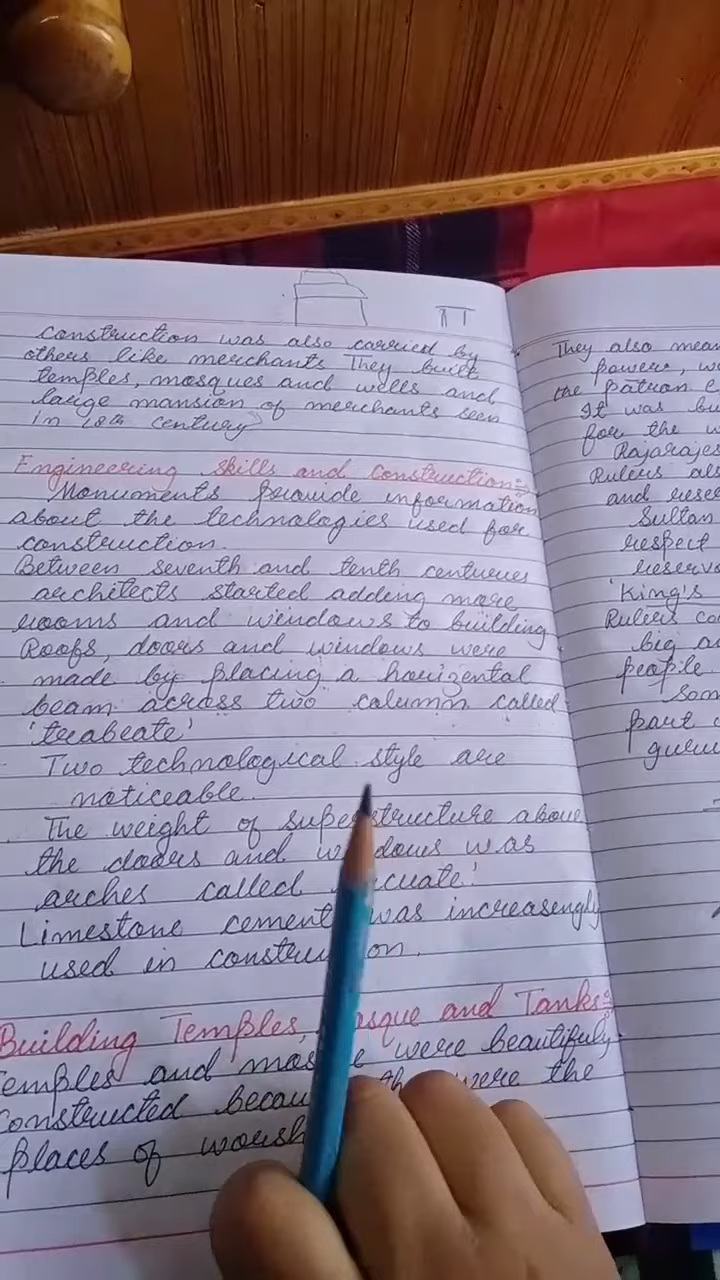 construction was also carried by
others like merchants They built
temples, mosques and wells and
large mansion of merchants seen
in 18th century
Engineering skills and Construction:-
Monuments provide information
about the technologies used for
construction.
Between seventh and tenth centuries
architects started adding more
rooms and windows to building
Roofs, doors and windows were
made by placing a horizental
beam across two column called
'trabeate'
Two technological style are
noticeable.
The weight of superstructure above
the doors and windows was
arches called
Limestone cement was increasengly
used in construction.
Building Temples, and Tanks:-
Temples and were beautifuly
Constructed were the
places of
They also
powers,
the patron
It was
for the
Rulers
and
Sultan
respect
'King's
Rulers
big
people.
part